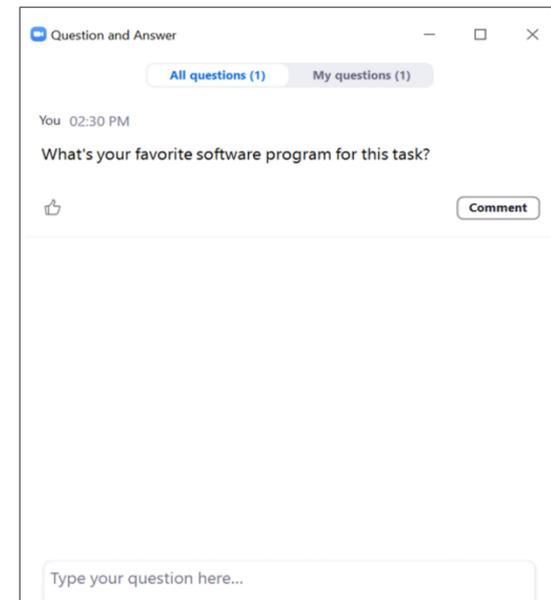 Question and Answer
All questions (1) My questions (1)
You 02:30 PM
What's your favorite software program for this task?
Comment
Type your question here...